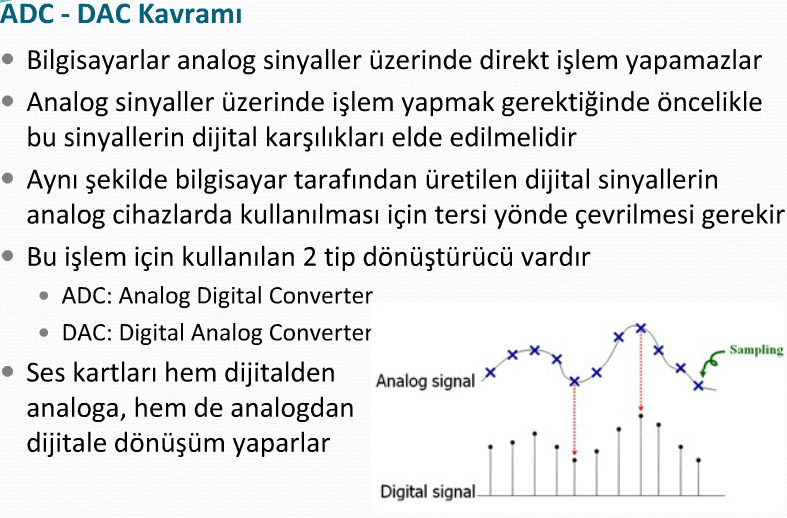 ADC - DAC Kavramı
• Bilgisayarlar analog sinyaller üzerinde direkt işlem yapamazlar
• Analog sinyaller üzerinde işlem yapmak gerektiğinde öncelikle
bu sinyallerin dijital karşılıkları elde edilmelidir
• Aynı şekilde bilgisayar tarafından üretilen dijital sinyallerin
analog cihazlarda kullanılması için tersi yönde çevrilmesi gerekir
• Bu işlem için kullanılan 2 tip dönüştürücü vardır
• ADC: Analog Digital Converter
• DAC: Digital Analog Converter
• Ses kartları hem dijitalden
analoga, hem de analogdan
dijitale dönüşüm yaparlar
Sampling
Analog signal
Digital signal